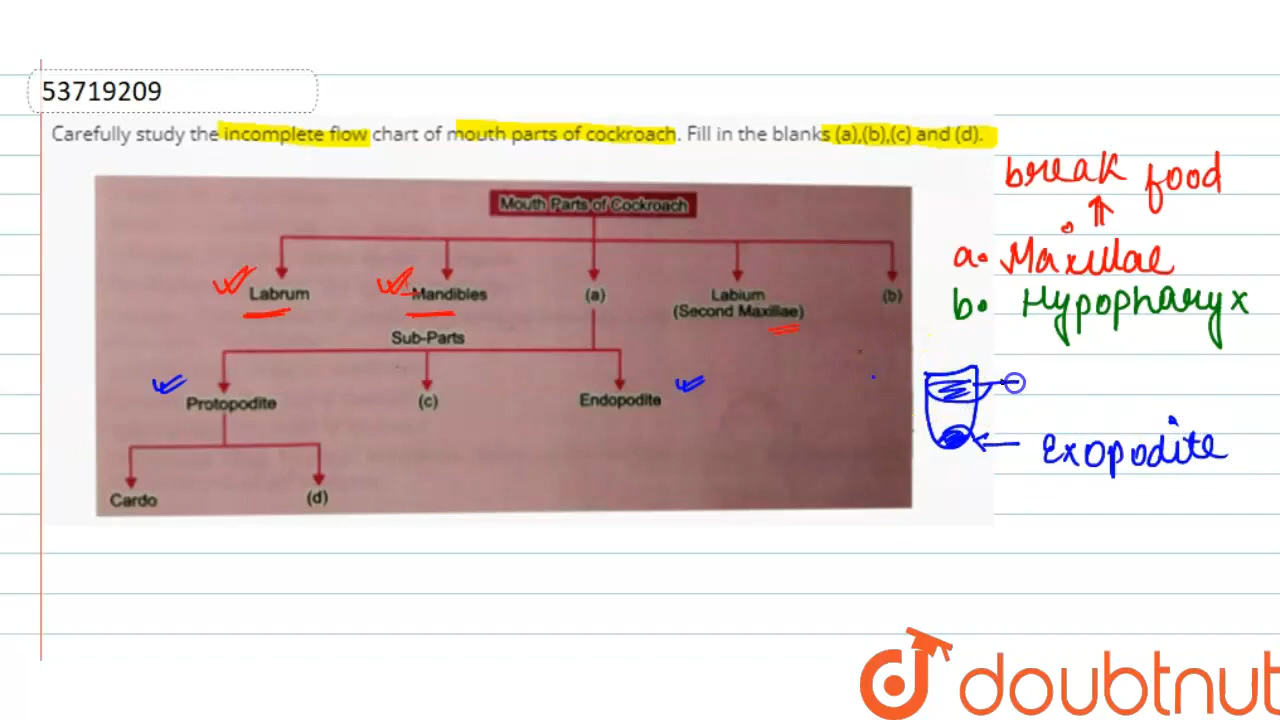 53719209
Carefully study the incomplete flow chart of mouth parts of cockroach. Fill in the blanks (a),(b),(c) and (d).
Mouth Parts of Cockroach
Labrum Mandibles (a) Labium (b)
(Second Maxillae)
Sub-Parts
Protopodite (c) Endopodite
Cardo (d)
break food
a. Maxillae
b. Hypopharyx
Exopodite
doubtnut